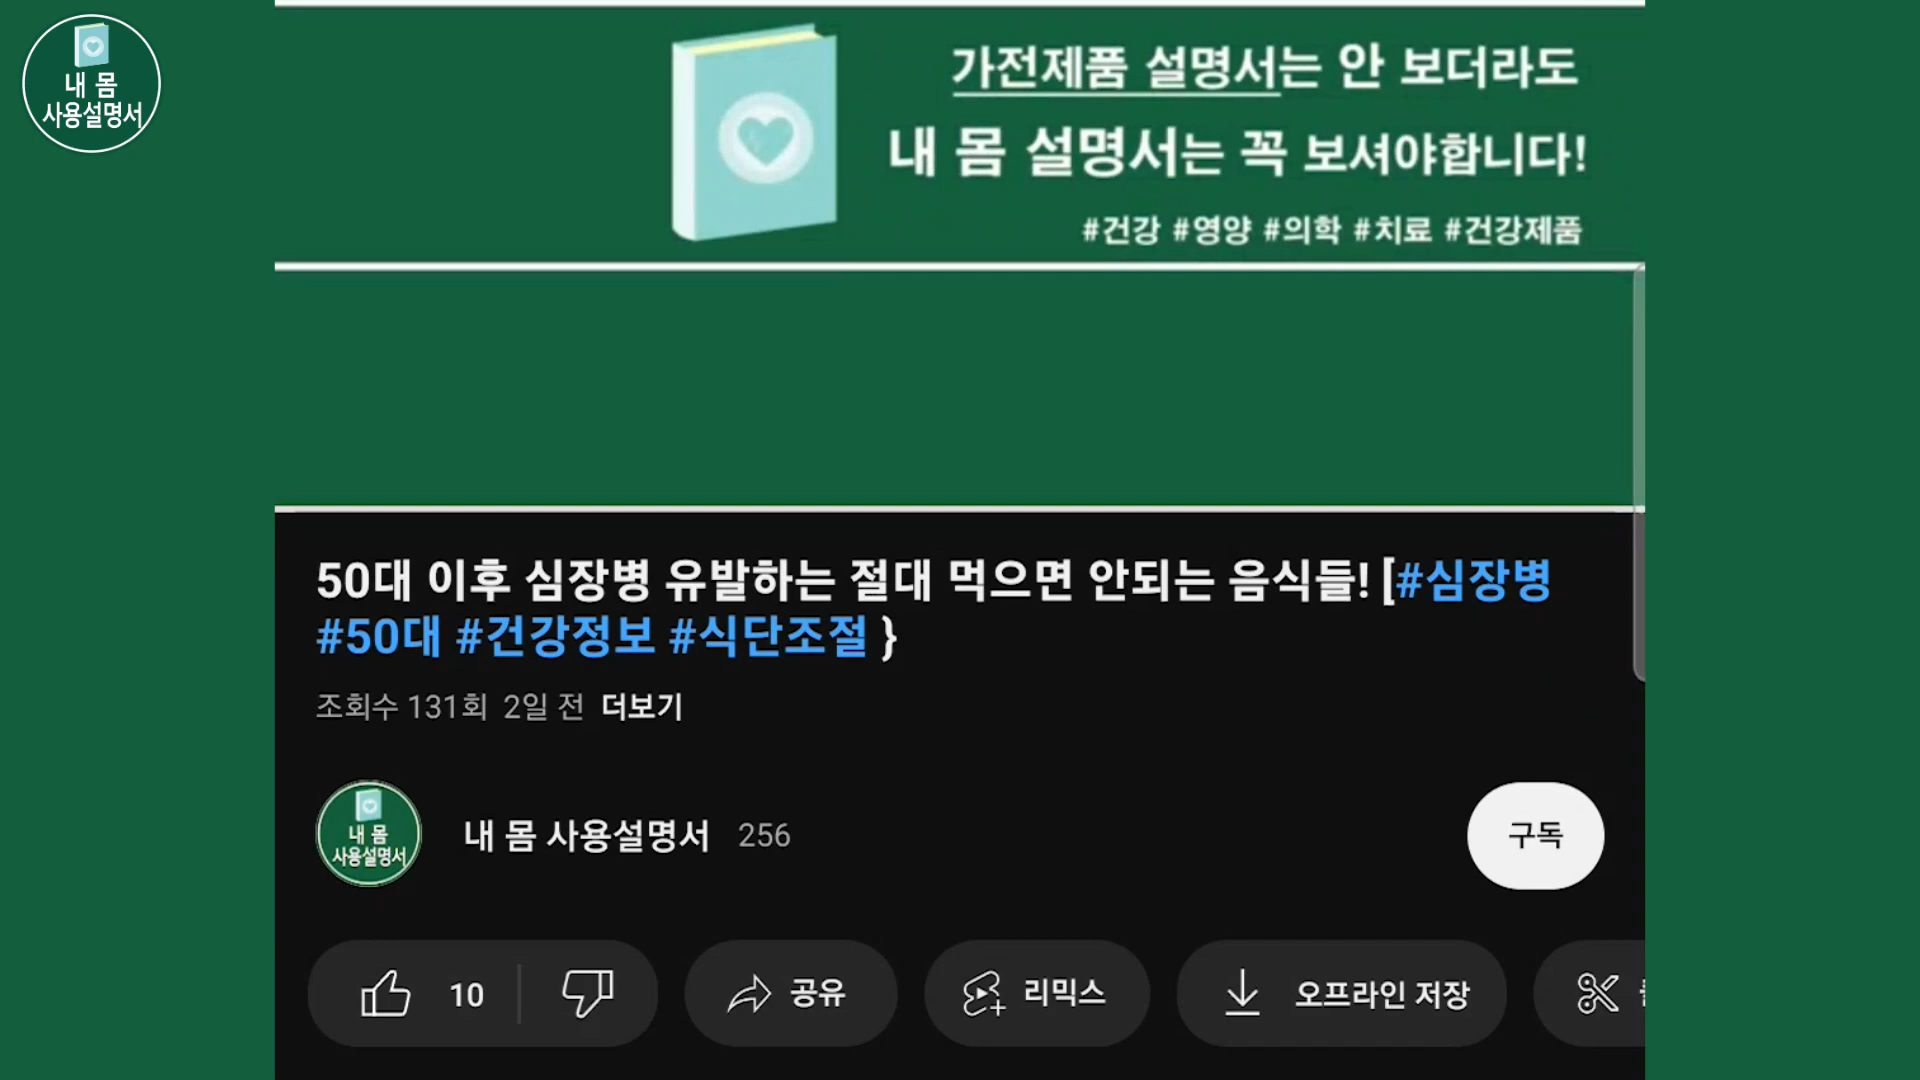 내 몸
사용설명서
가전제품 설명서는 안 보더라도
내 몸 설명서는 꼭 보셔야합니다!
#건강 #영양 #의학 #치료 #건강제품
50대 이후 심장병 유발하는 절대 먹으면 안되는 음식들! [#심장병
#50대 #건강정보 #식단조절 }
조회수 131회 2일 전 더보기
내 몸
사용설명서
내 몸 사용설명서 256
구독
10
공유
리믹스
오프라인 저장